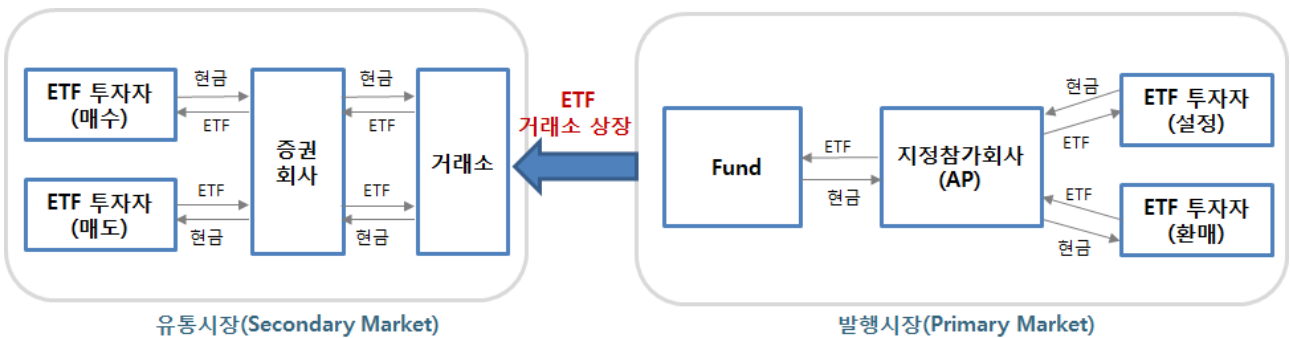 ETF 투자자
(매수)
현금
ETF
ETF 투자자
(매도)
ETF
현금
증권
회사
현금
ETF
ETF
현금
거래소
ETF
거래소 상장
Fund
ETF
현금
지정참가회사
(AP)
현금
ETF
ETF
현금
ETF 투자자
(설정)
ETF 투자자
(환매)
유통시장(Secondary Market)
발행시장(Primary Market)